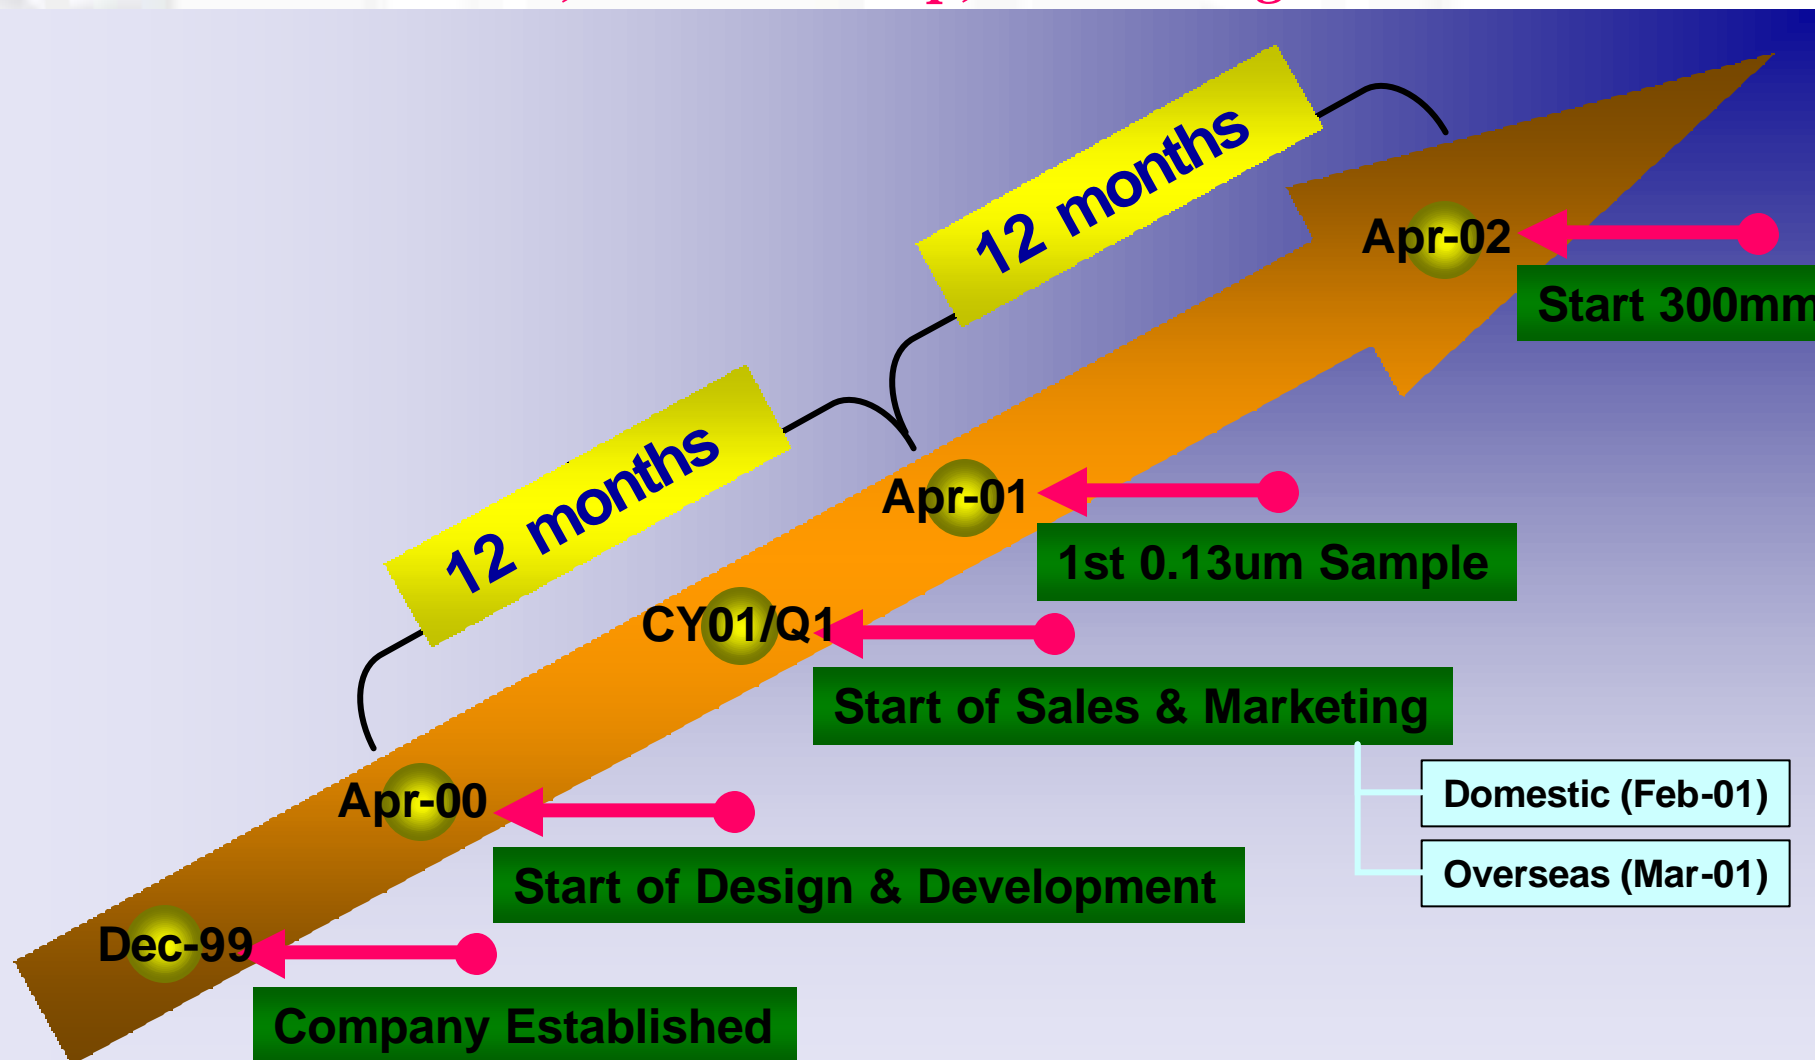 12 months
12 months
Apr-02
Start 300mm
Apr-01
1st 0.13um Sample
CY01/Q1
Start of Sales & Marketing
Domestic (Feb-01)
Overseas (Mar-01)
Apr-00
Start of Design & Development
Dec-99
Company Established